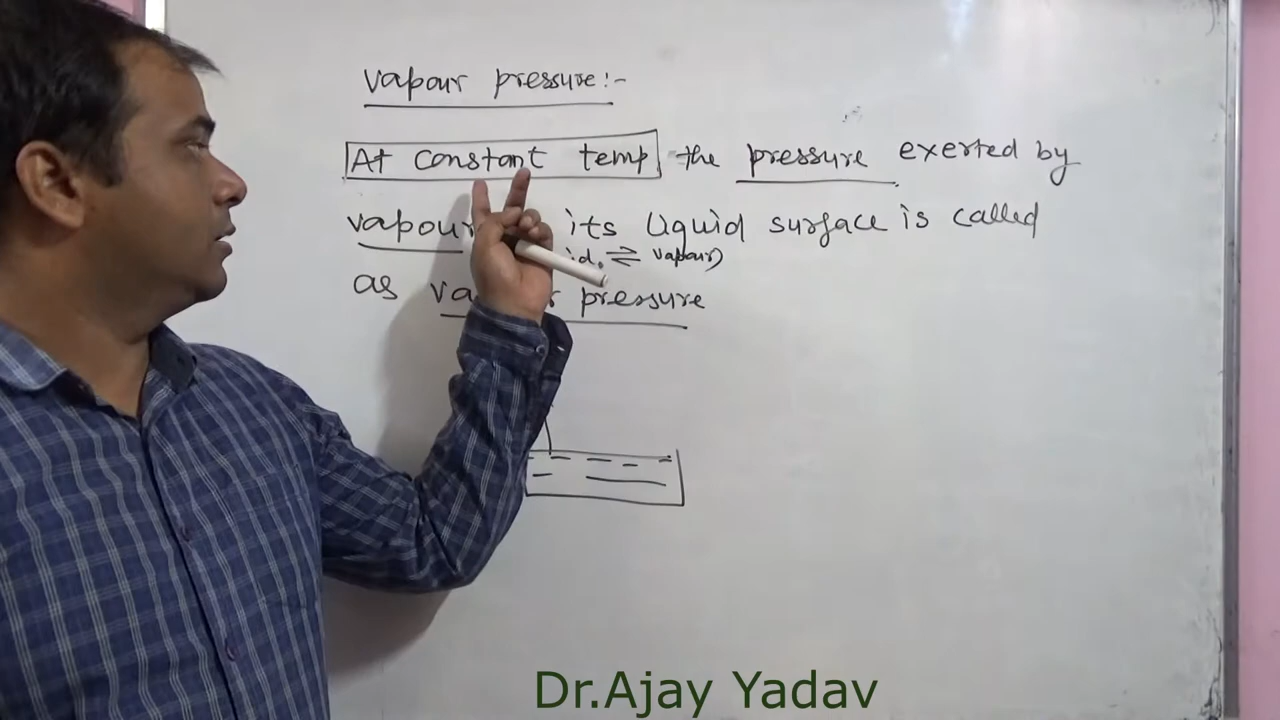 vapour pressure:-
At constant temp the pressure exerted by
vapour its liquid surface is called
⇌ vapour)
as pressure
Dr.Ajay Yadav